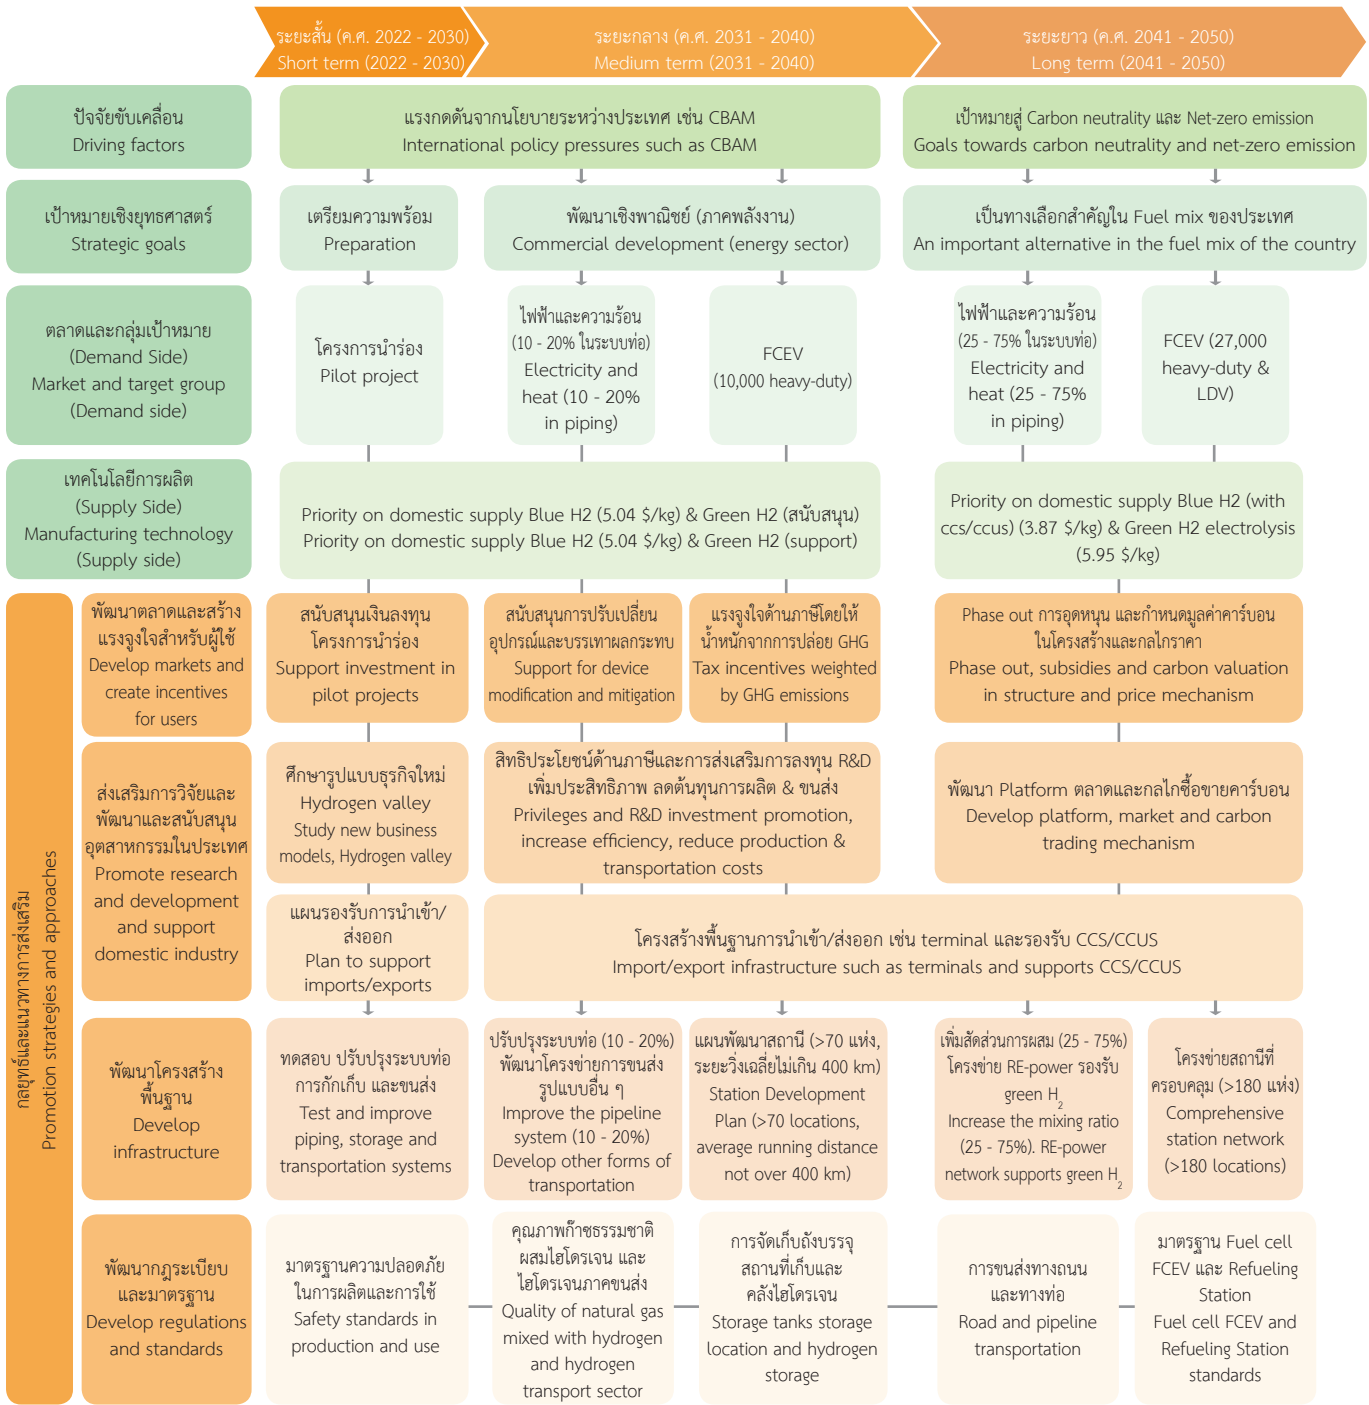 ระยะสั้น (ค.ศ. 2022 - 2030)
Short term (2022 - 2030)
ระยะกลาง (ค.ศ. 2031 - 2040)
Medium term (2031 - 2040)
ระยะยาว (ค.ศ. 2041 - 2050)
Long term (2041 - 2050)
ปัจจัยขับเคลื่อน
Driving factors
แรงกดดันจากนโยบายระหว่างประเทศ เช่น CBAM
International policy pressures such as CBAM
เป้าหมายสู่ Carbon neutrality และ Net-zero emission
Goals towards carbon neutrality and net-zero emission
เป้าหมายเชิงยุทธศาสตร์
Strategic goals
เตรียมความพร้อม
Preparation
พัฒนาเชิงพาณิชย์ (ภาคพลังงาน)
Commercial development (energy sector)
เป็นทางเลือกสำคัญใน Fuel mix ของประเทศ
An important alternative in the fuel mix of the country
ตลาดและกลุ่มเป้าหมาย
(Demand Side)
Market and target group
(Demand side)
โครงการนำร่อง
Pilot project
ไฟฟ้าและความร้อน
(10 - 20% ในระบบท่อ)
Electricity and
heat (10 - 20%
in piping)
FCEV
(10,000 heavy-duty)
ไฟฟ้าและความร้อน
(25 - 75% ในระบบท่อ)
Electricity and
heat (25 - 75%
in piping)
FCEV (27,000
heavy-duty &
LDV)
เทคโนโลยีการผลิต
(Supply Side)
Manufacturing technology
(Supply side)
Priority on domestic supply Blue H2 (5.04 $/kg) & Green H2 (สนับสนุน)
Priority on domestic supply Blue H2 (5.04 $/kg) & Green H2 (support)
Priority on domestic supply Blue H2 (with
ccs/ccus) (3.87 $/kg) & Green H2 electrolysis
(5.95 $/kg)
กลยุทธ์และแนวทางการส่งเสริม
Promotion strategies and approaches
พัฒนาตลาดและสร้าง
แรงจูงใจสำหรับผู้ใช้
Develop markets and
create incentives
for users
สนับสนุนเงินลงทุน
โครงการนำร่อง
Support investment in
pilot projects
สนับสนุนการปรับเปลี่ยน
อุปกรณ์และบรรเทาผลกระทบ
Support for device
modification and mitigation
แรงจูงใจด้านภาษีโดยให้
น้ำหนักจากการปล่อย GHG
Tax incentives weighted
by GHG emissions
Phase out การอุดหนุน และกำหนดมูลค่าคาร์บอน
ในโครงสร้างและกลไกราคา
Phase out, subsidies and carbon valuation
in structure and price mechanism
ส่งเสริมการวิจัยและ
พัฒนาและสนับสนุน
อุตสาหกรรมในประเทศ
Promote research
and development
and support
domestic industry
ศึกษารูปแบบธุรกิจใหม่
Hydrogen valley
Study new business
models, Hydrogen valley
สิทธิประโยชน์ด้านภาษีและการส่งเสริมการลงทุน R&D
เพิ่มประสิทธิภาพ ลดต้นทุนการผลิต & ขนส่ง
Privileges and R&D investment promotion,
increase efficiency, reduce production &
transportation costs
พัฒนา Platform ตลาดและกลไกซื้อขายคาร์บอน
Develop platform, market and carbon
trading mechanism
แผนรองรับการนำเข้า/
ส่งออก
Plan to support
imports/exports
โครงสร้างพื้นฐานการนำเข้า/ส่งออก เช่น terminal และรองรับ CCS/CCUS
Import/export infrastructure such as terminals and supports CCS/CCUS
พัฒนาโครงสร้าง
พื้นฐาน
Develop
infrastructure
ทดสอบ ปรับปรุงระบบท่อ
การกักเก็บ และขนส่ง
Test and improve
piping, storage and
transportation systems
ปรับปรุงระบบท่อ (10 - 20%)
พัฒนาโครงข่ายการขนส่ง
รูปแบบอื่น ๆ
Improve the pipeline
system (10 - 20%)
Develop other forms of
transportation
แผนพัฒนาสถานี (>70 แห่ง,
ระยะวิ่งเฉลี่ยไม่เกิน 400 km)
Station Development
Plan (>70 locations,
average running distance
not over 400 km)
เพิ่มสัดส่วนการผสม (25 - 75%)
โครงข่าย RE-power รองรับ
green H2
Increase the mixing ratio
(25 - 75%). RE-power
network supports green H2
โครงข่ายสถานีที่
ครอบคลุม (>180 แห่ง)
Comprehensive
station network
(>180 locations)
พัฒนากฎระเบียบ
และมาตรฐาน
Develop regulations
and standards
มาตรฐานความปลอดภัย
ในการผลิตและการใช้
Safety standards in
production and use
คุณภาพก๊าซธรรมชาติ
ผสมไฮโดรเจน และ
ไฮโดรเจนภาคขนส่ง
Quality of natural gas
mixed with hydrogen
and hydrogen
transport sector
การจัดเก็บถังบรรจุ
สถานที่เก็บและ
คลังไฮโดรเจน
Storage tanks storage
location and hydrogen
storage
การขนส่งทางถนน
และทางท่อ
Road and pipeline
transportation
มาตรฐาน Fuel cell
FCEV และ Refueling
Station
Fuel cell FCEV and
Refueling Station
standards